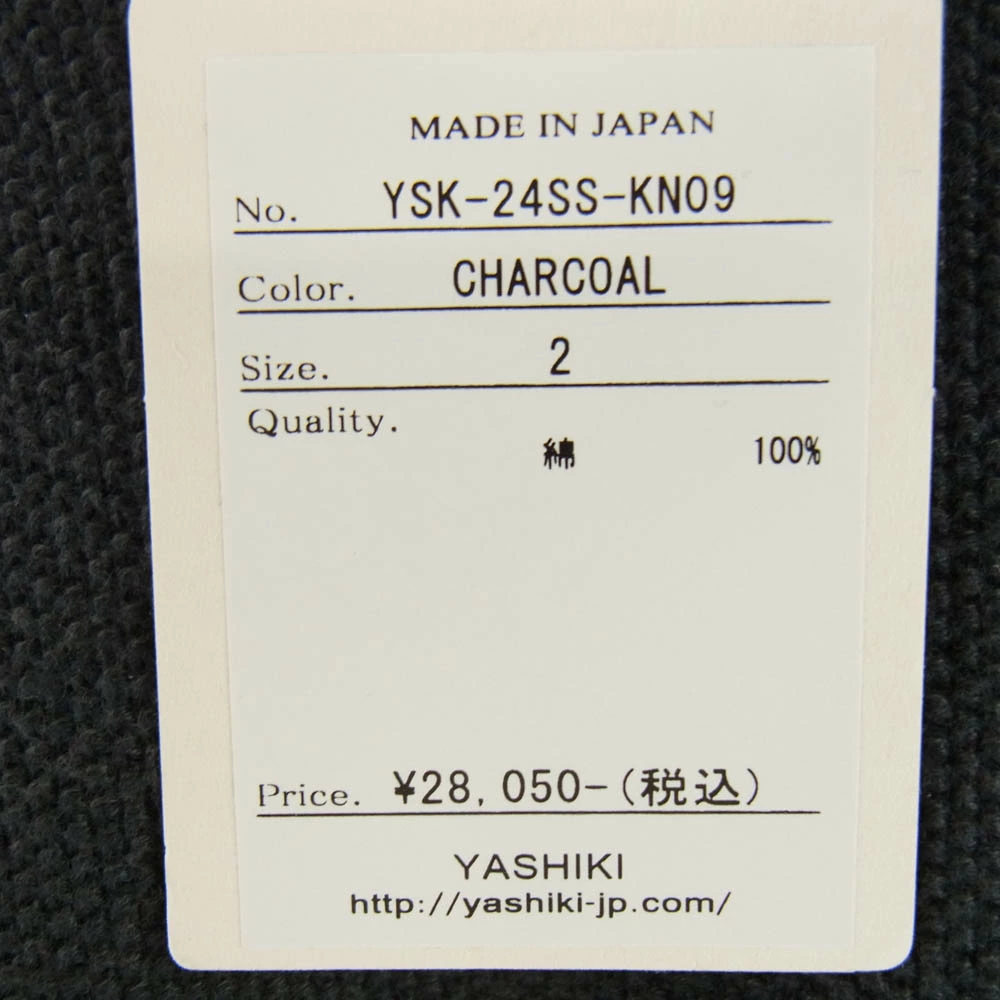 MADE IN JAPAN
No. YSK-24SS-KN09
Color. CHARCOAL
Size. 2
Quality.
綿 100%
Price. ¥28,050-(税込)
YASHIKI
http://yashiki-jp.com/